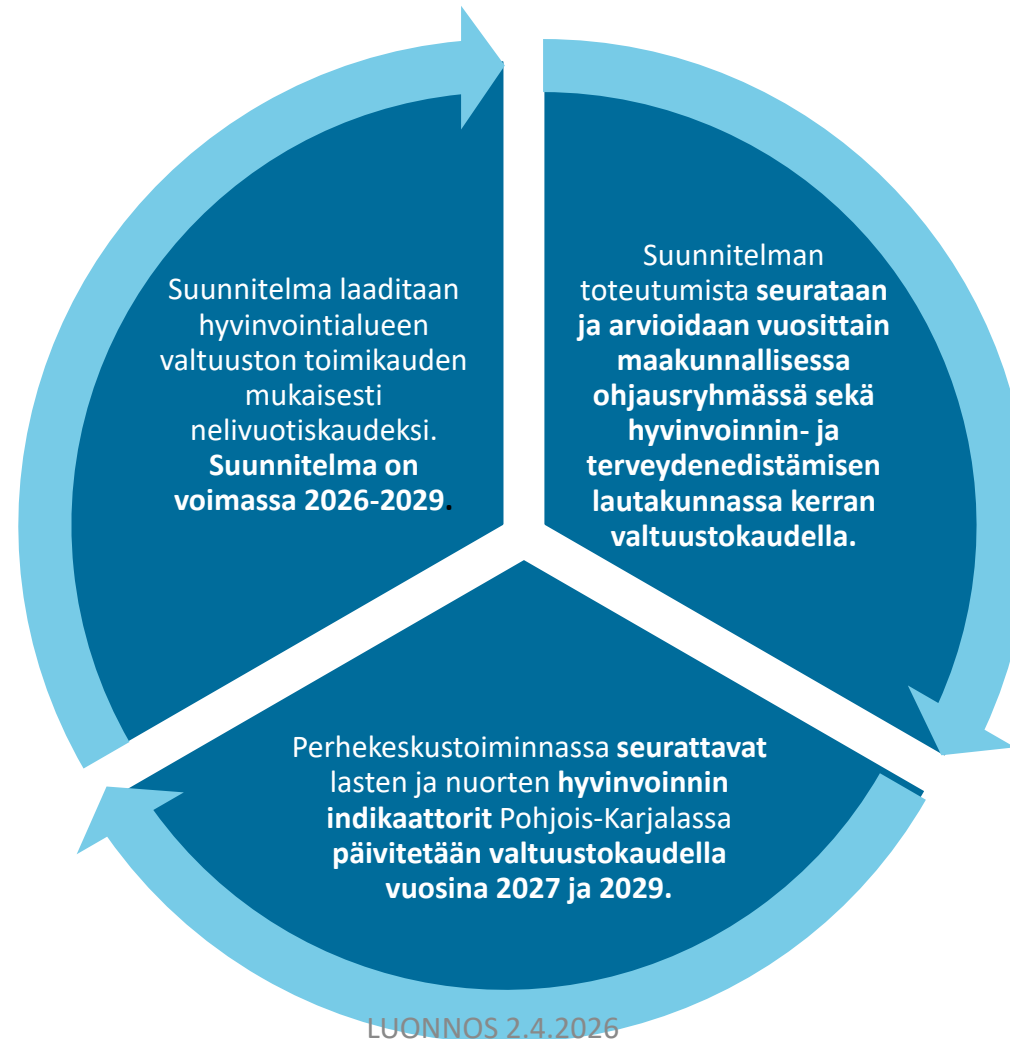 Suunnitelma laaditaan
hyvinvointialueen
valtuuston toimikauden
mukaisesti
nelivuotiskaudeksi.
Suunnitelma on
voimassa 2026-2029.
Suunnitelman
toteutumista seurataan
ja arvioidaan vuosittain
maakunnallisessa
ohjausryhmässä sekä
hyvinvoinnin- ja
terveydenedistämisen
lautakunnassa kerran
valtuustokaudella.
Perhekeskustoiminnassa seurattavat
lasten ja nuorten hyvinvoinnin
indikaattorit Pohjois-Karjalassa
päivitetään valtuustokaudella
vuosina 2027 ja 2029.
LUONNOS 2.4.2026